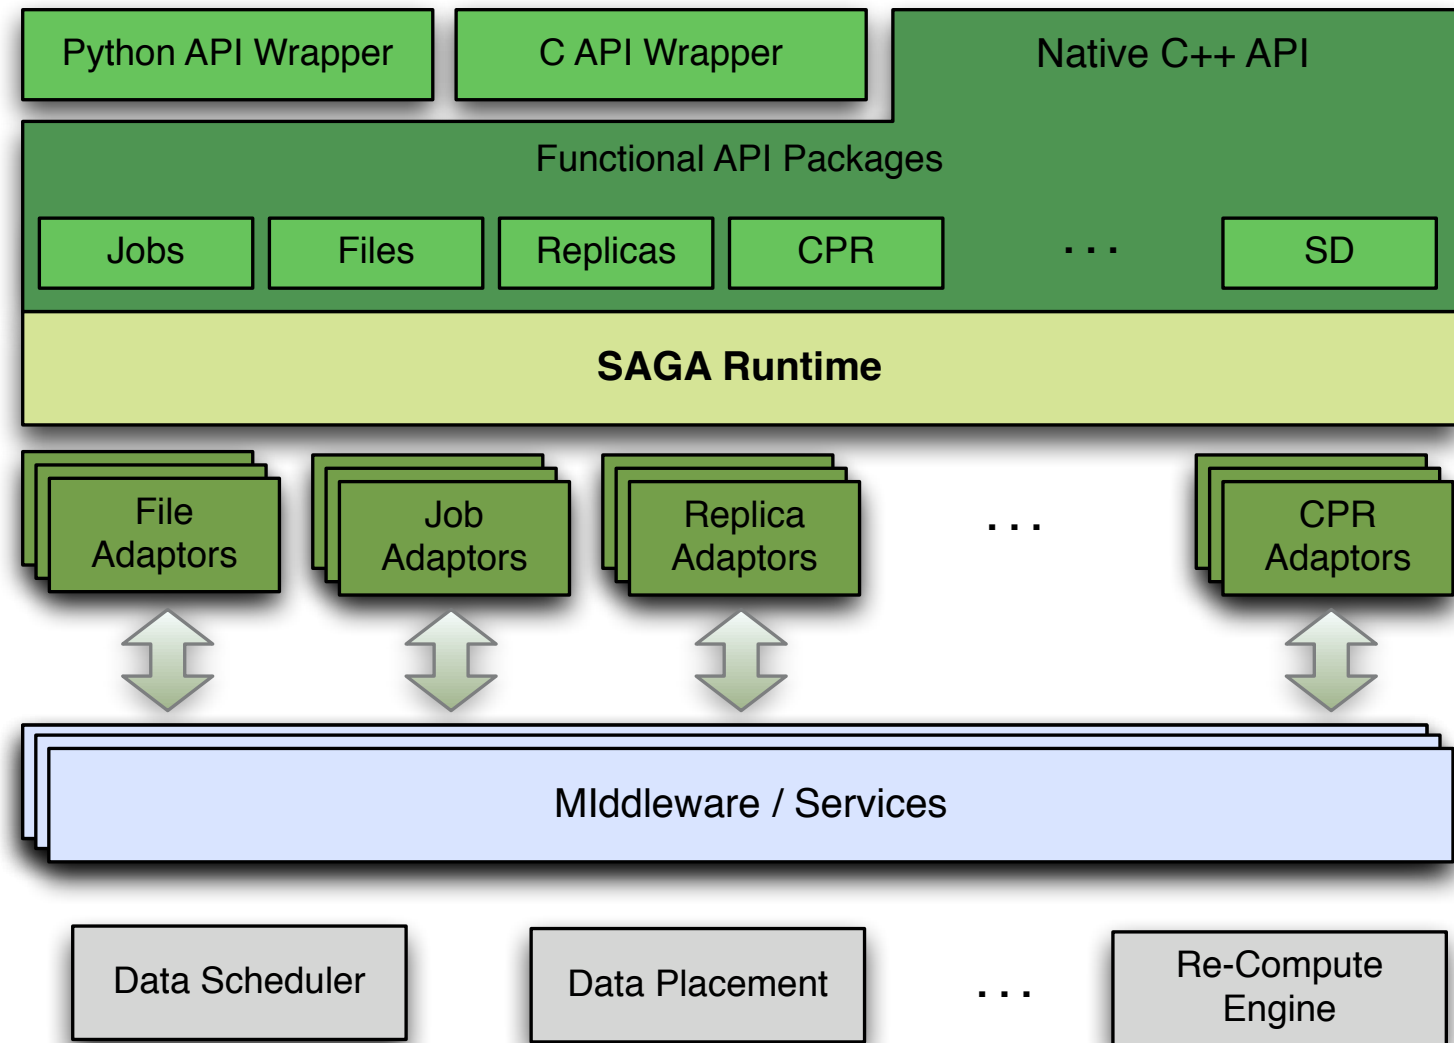 Python API Wrapper
C API Wrapper
Native C++ API
Functional API Packages
Jobs
Files
Replicas
CPR
...
SD
SAGA Runtime
File
Adaptors
Job
Adaptors
Replica
Adaptors
...
CPR
Adaptors
MIddleware / Services
Data Scheduler
Data Placement
...
Re-Compute
Engine